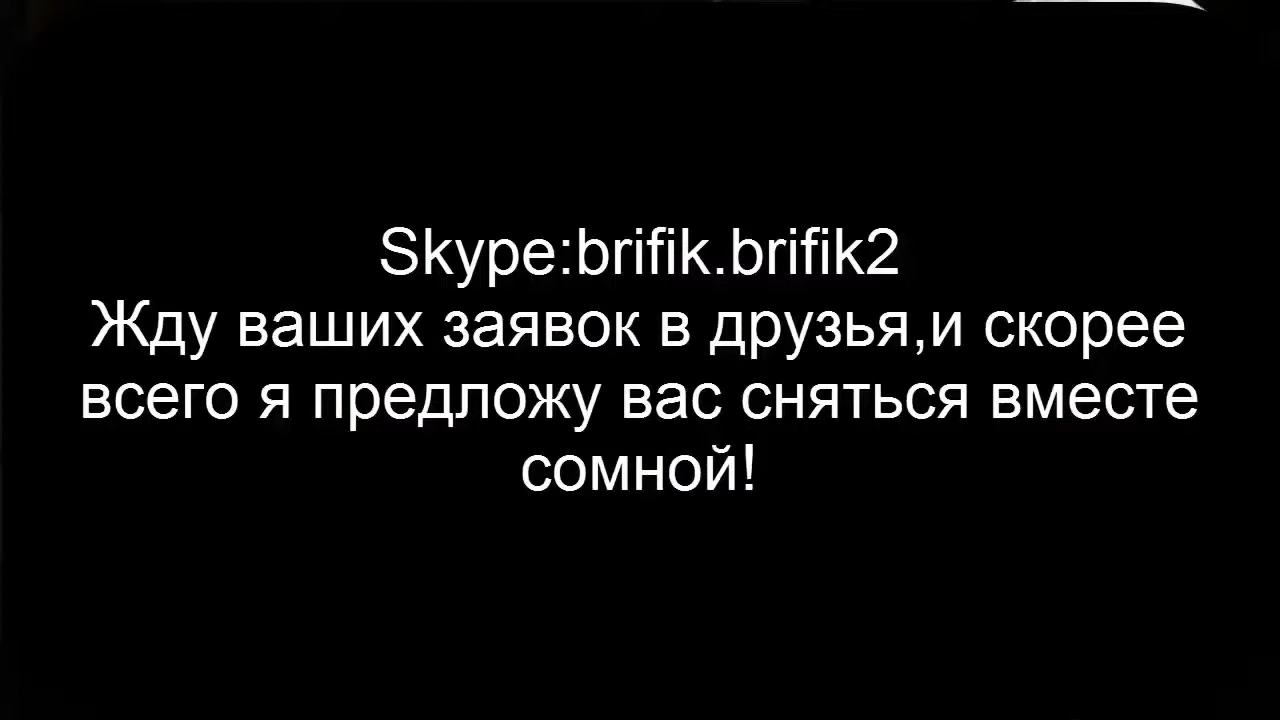 Skype:brifik.brifik2
Жду ваших заявок в друзья,и скорее
всего я предложу вас сняться вместе
сомной!